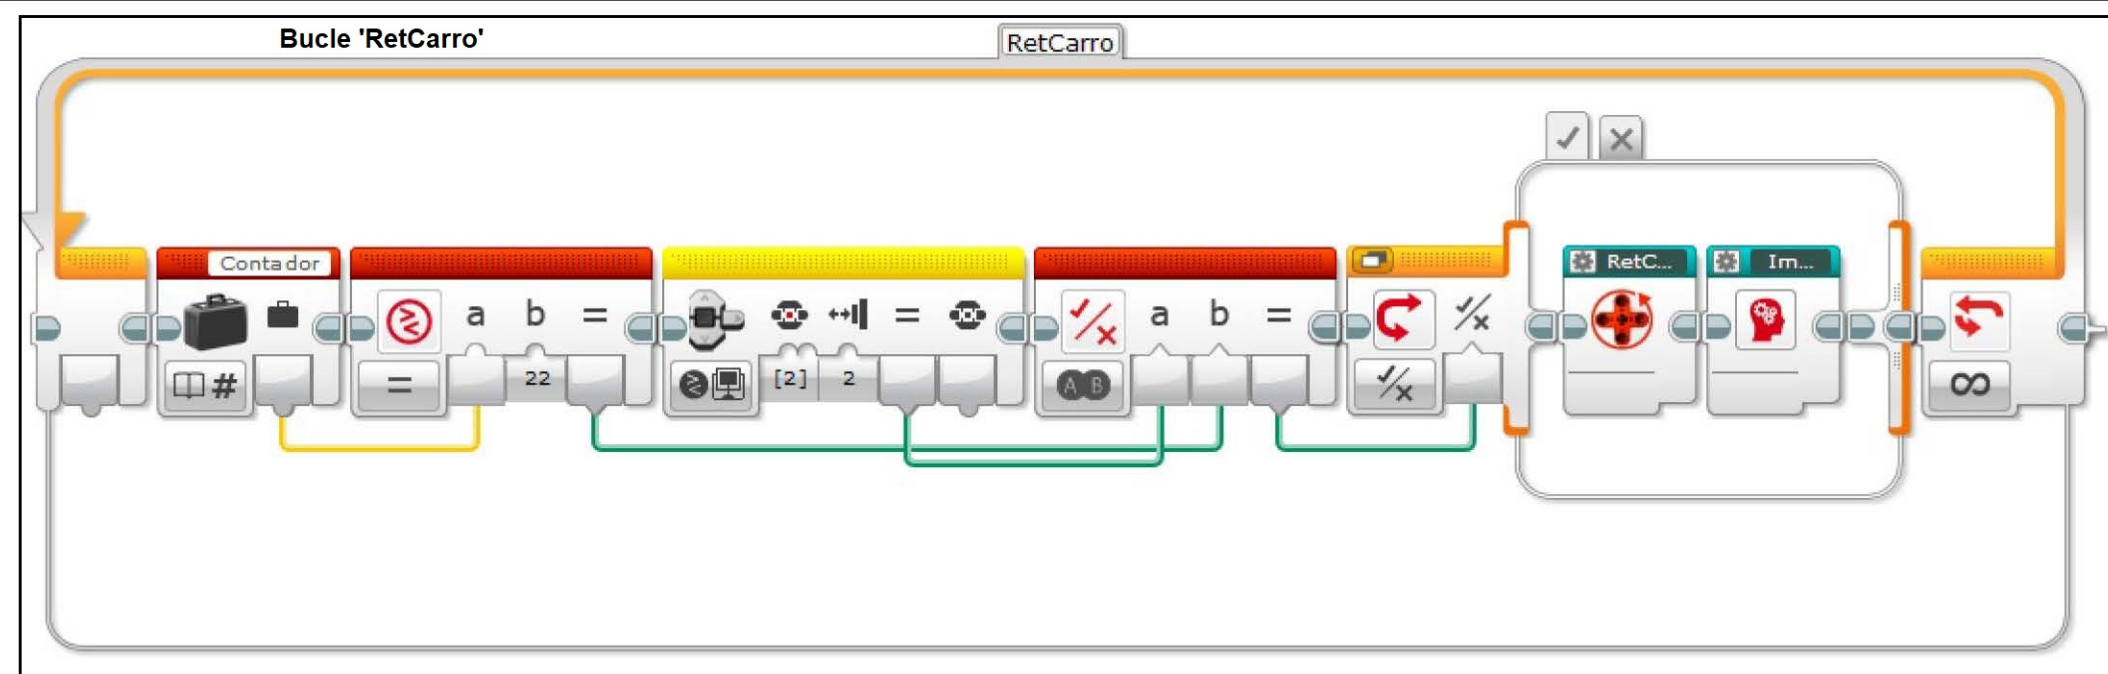 Bucle 'RetCarro'
RetCarro
Contador
a b =
=
a b =
RetC...
Im...
#
=
22
[2]
2
A B
∞